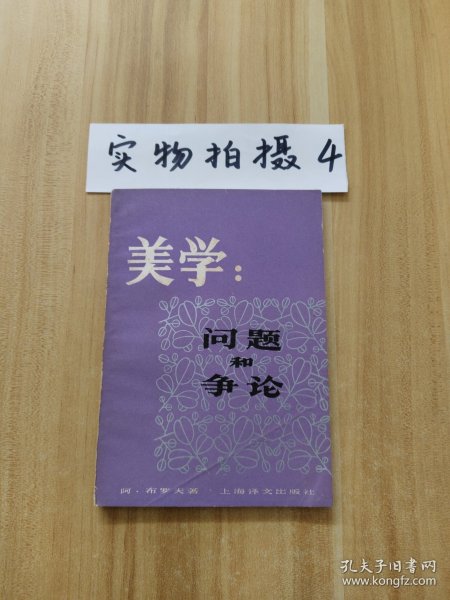 实物拍摄4
美学：
问题
和
争论
阿·布罗夫著 上海译文出版社
孔夫子旧书网
www.kongfz.com